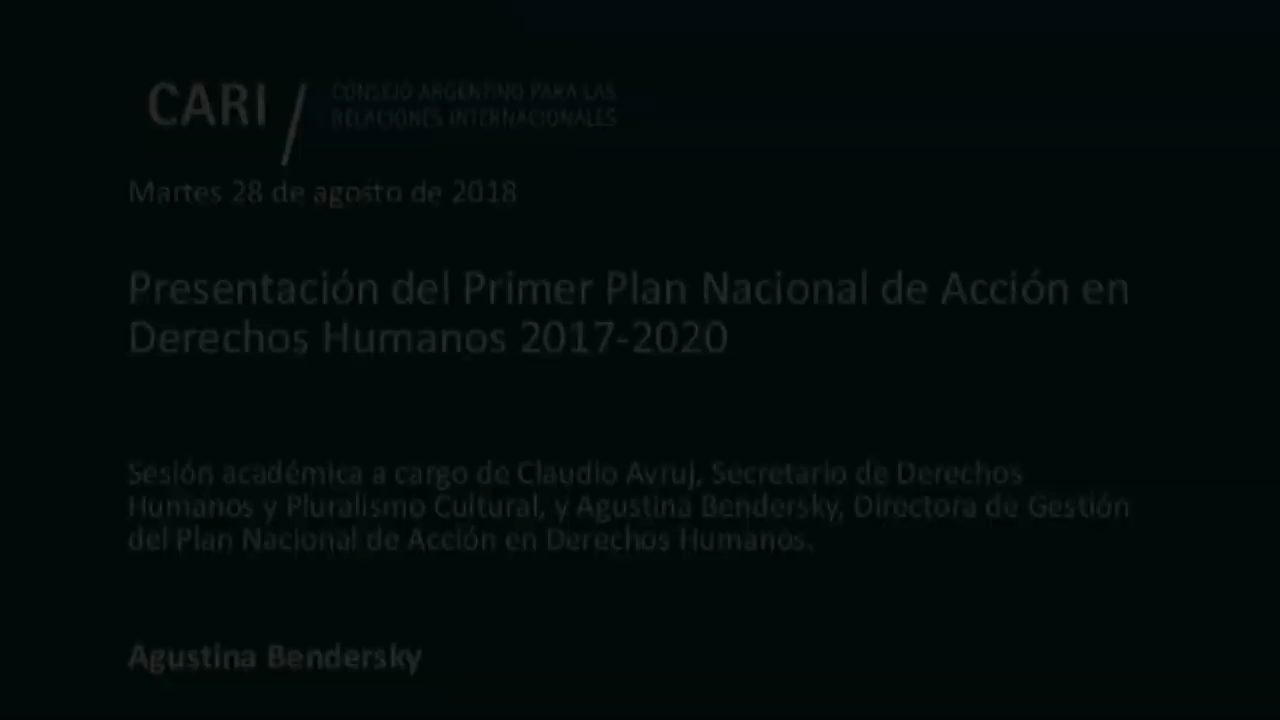 CARI
CONSEJO ARGENTINO PARA LAS
RELACIONES INTERNACIONALES
Martes 28 de agosto de 2018
Presentación del Primer Plan Nacional de Acción en
Derechos Humanos 2017-2020
Sesión académica a cargo de Claudio Avruj, Secretario de Derechos
Humanos y Pluralismo Cultural, y Agustina Bendersky, Directora de Gestión
del Plan Nacional de Acción en Derechos Humanos.
Agustina Bendersky